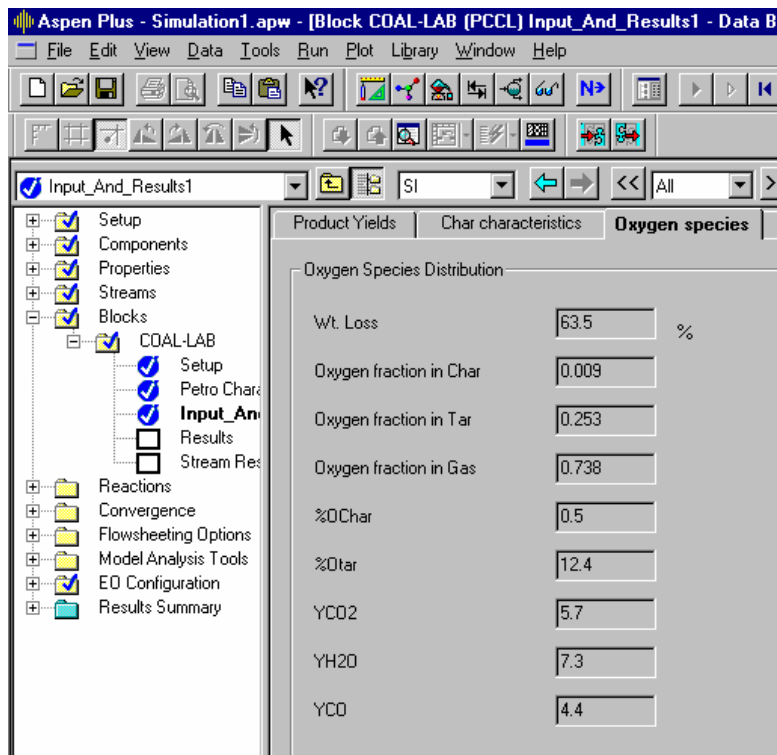 Aspen Plus - Simulation1.apw - [Block COAL-LAB (PCCL) Input_And_Results1 - Data B
File Edit View Data Tools Run Plot Library Window Help
N
Input_And_Results1 SI << All >
Product Yields Char characteristics Oxygen species
Setup
Components
Properties
Streams
Blocks
COAL-LAB
Setup
Petro Chara
Input_An
Results
Stream Res
Reactions
Convergence
Flowsheeting Options
Model Analysis Tools
EO Configuration
Results Summary
Oxygen Species Distribution
Wt. Loss 63.5 %
Oxygen fraction in Char 0.009
Oxygen fraction in Tar 0.253
Oxygen fraction in Gas 0.738
%OChar 0.5
%Otar 12.4
YCO2 5.7
YH2O 7.3
YCO 4.4